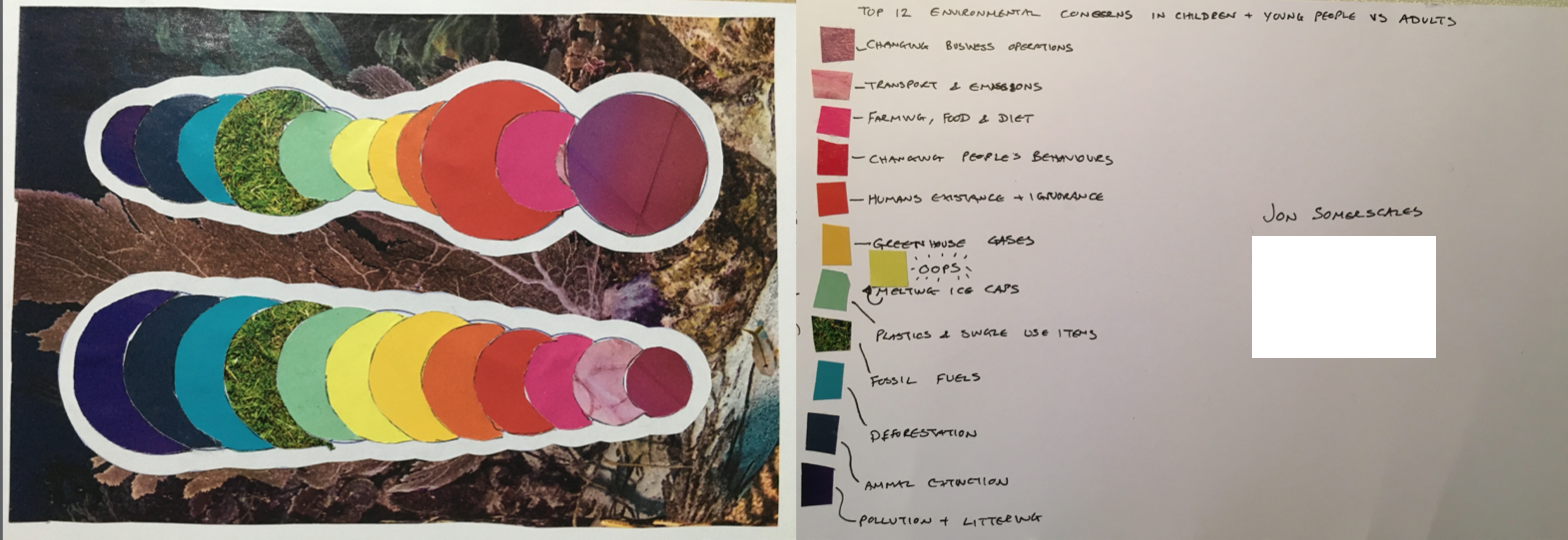 TOP 12 ENVIRONMENTAL CONCERNS IN CHILDREN + YOUNG PEOPLE VS ADULTS
CHANGING BUSINESS OPERATIONS
TRANSPORT & EMISSIONS
FARMING, FOOD & DIET
CHANGING PEOPLE'S BEHAVIOURS
HUMANS EXISTANCE + IGNORANCE
GREENHOUSE GASES
OOPS
MELTING ICE CAPS
PLASTICS & SINGLE USE ITEMS
FOSSIL FUELS
DEFORESTATION
ANIMAL EXTINCTION
POLLUTION + LITTERING
JON SOMERSCALES